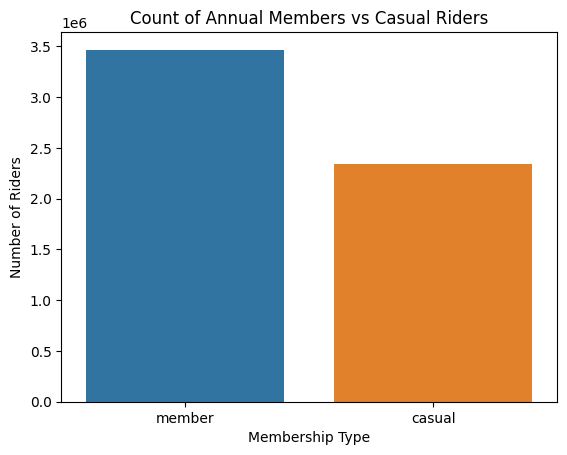 Count of Annual Members vs Casual Riders
1e6
3.5
3.0
2.5
2.0
1.5
1.0
0.5
0.0
Number of Riders
member casual
Membership Type